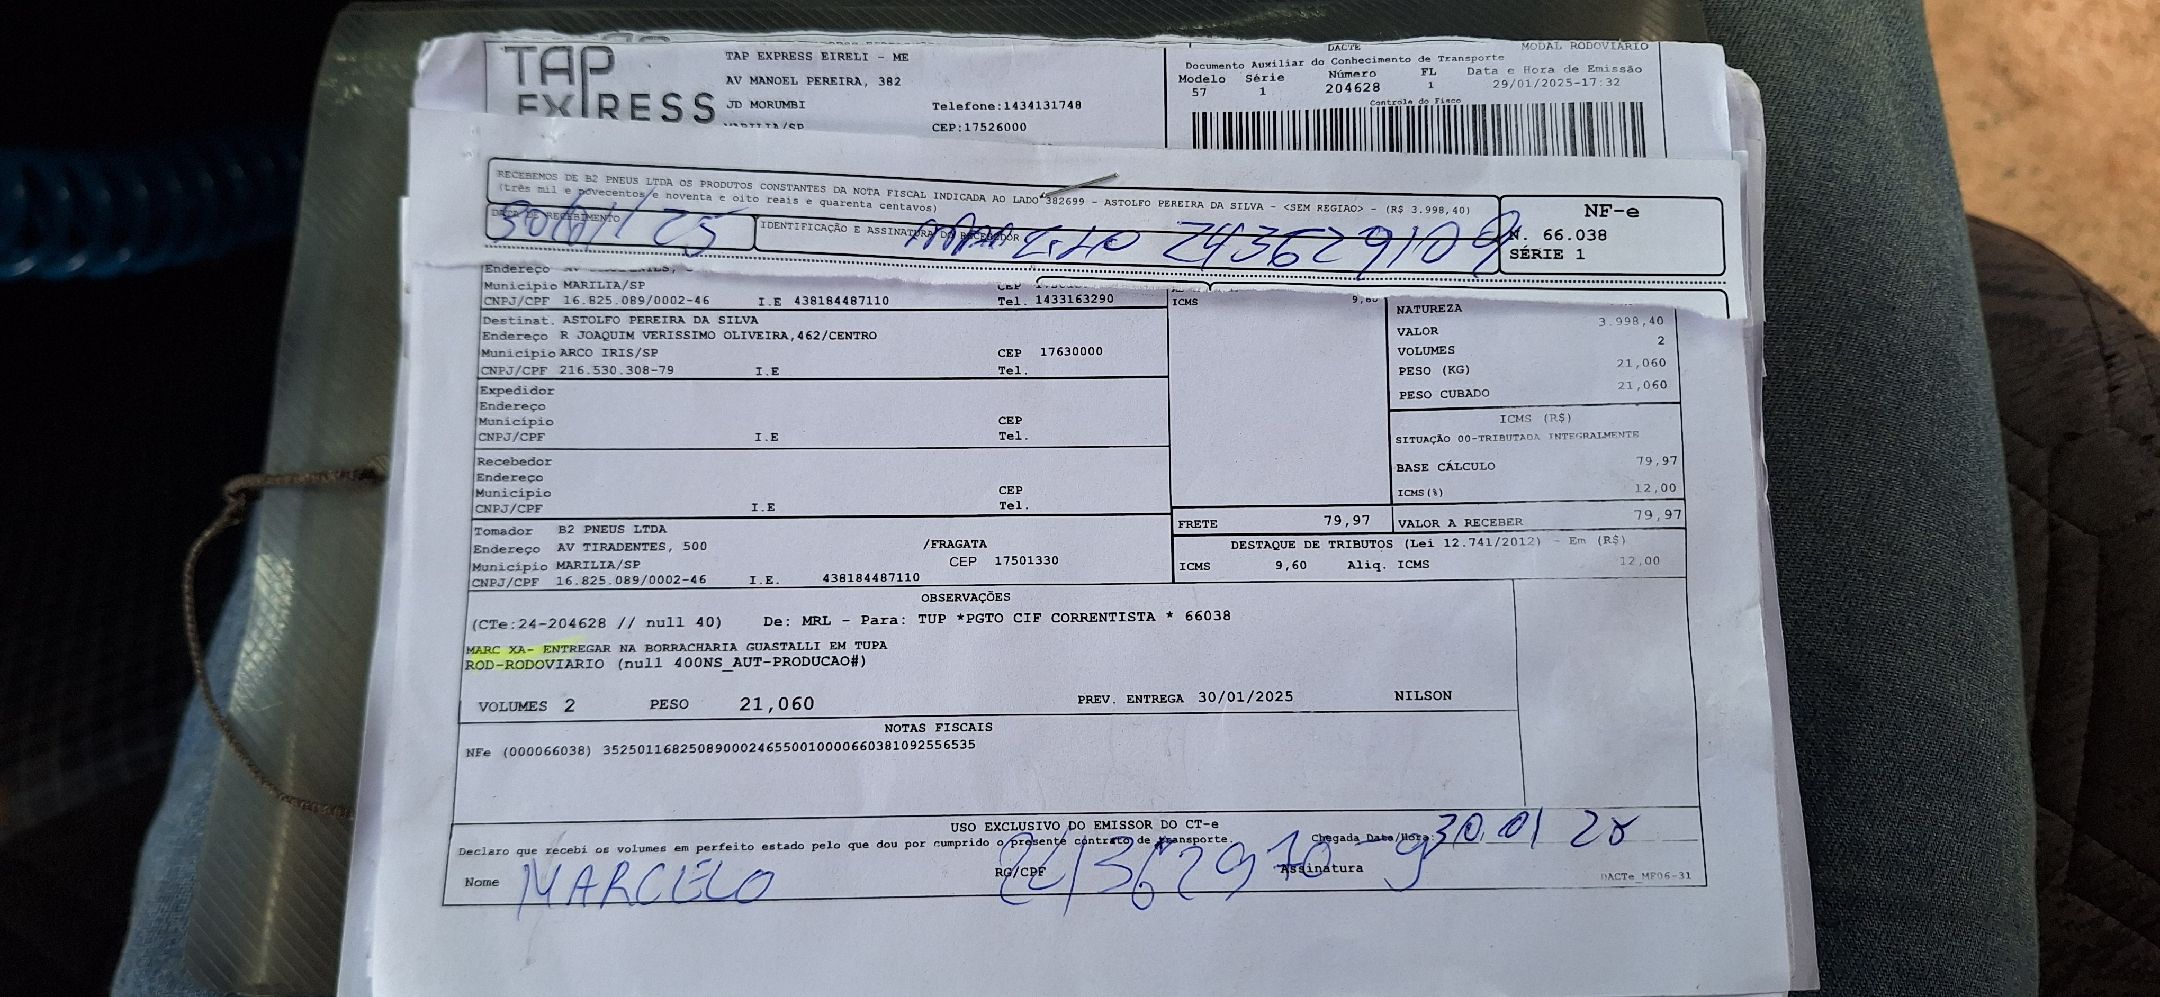 TAP EXPRESS
TAP EXPRESS EIRELI - ME
AV MANOEL PEREIRA, 382
JD MORUMBI
Telefone:1434131748
MARILIA/SP
CEP:17526000
DACTE
MODAL RODOVIARIO
Documento Auxiliar do Conhecimento de Transporte
Modelo Série Número FL Data e Hora de Emissão
57 1 204628 1 29/01/2025-17:32
Controle do Fisco
RECEBEMOS DE B2 PNEUS LTDA OS PRODUTOS CONSTANTES DA NOTA FISCAL INDICADA AO LADO 382699 - ASTOLFO PEREIRA DA SILVA - <SEM REGIAO> - (R$ 3.998,40)
(três mil e novecentos e noventa e oito reais e quarenta centavos)
DATA DE RECEBIMENTO
30/01/25
IDENTIFICAÇÃO E ASSINATURA DO RECEBEDOR
NF-e
N. 66.038
SÉRIE 1
Endereço
Município MARILIA/SP CEP
CNPJ/CPF 16.825.089/0002-46 I.E 438184487110 Tel. 1433163290
Destinat. ASTOLFO PEREIRA DA SILVA
Endereço R JOAQUIM VERISSIMO OLIVEIRA,462/CENTRO
Município ARCO IRIS/SP CEP 17630000
CNPJ/CPF 216.530.308-79 I.E Tel.
Expedidor
Endereço
Município CEP
CNPJ/CPF I.E Tel.
Recebedor
Endereço
Município CEP
CNPJ/CPF I.E Tel.
Tomador B2 PNEUS LTDA
Endereço AV TIRADENTES, 500 /FRAGATA
Município MARILIA/SP CEP 17501330
CNPJ/CPF 16.825.089/0002-46 I.E. 438184487110
ICMS 9,60
NATUREZA
VALOR 3.998,40
VOLUMES 2
PESO (KG) 21,060
PESO CUBADO 21,060
ICMS (R$)
SITUAÇÃO 00-TRIBUTADA INTEGRALMENTE
BASE CÁLCULO 79,97
ICMS(%) 12,00
FRETE 79,97 VALOR A RECEBER 79,97
DESTAQUE DE TRIBUTOS (Lei 12.741/2012) - Em (R$)
ICMS 9,60 Aliq. ICMS 12,00
OBSERVAÇÕES
(CTe:24-204628 // null 40) De: MRL - Para: TUP *PGTO CIF CORRENTISTA * 66038
MARC XA- ENTREGAR NA BORRACHARIA GUASTALLI EM TUPA
ROD-RODOVIARIO (null 400NS_AUT-PRODUCAO#)
VOLUMES 2 PESO 21,060 PREV. ENTREGA 30/01/2025 NILSON
NOTAS FISCAIS
NFe (000066038) 35250116825089000246550010000660381092556535
USO EXCLUSIVO DO EMISSOR DO CT-e
Declaro que recebi os volumes em perfeito estado pelo que dou por cumprido o presente contrato de transporte.
Chegada Data/Hora: 30 01 25
Nome MARCELO RG/CPF 24362910-9 Assinatura
DACTe_MF06-31